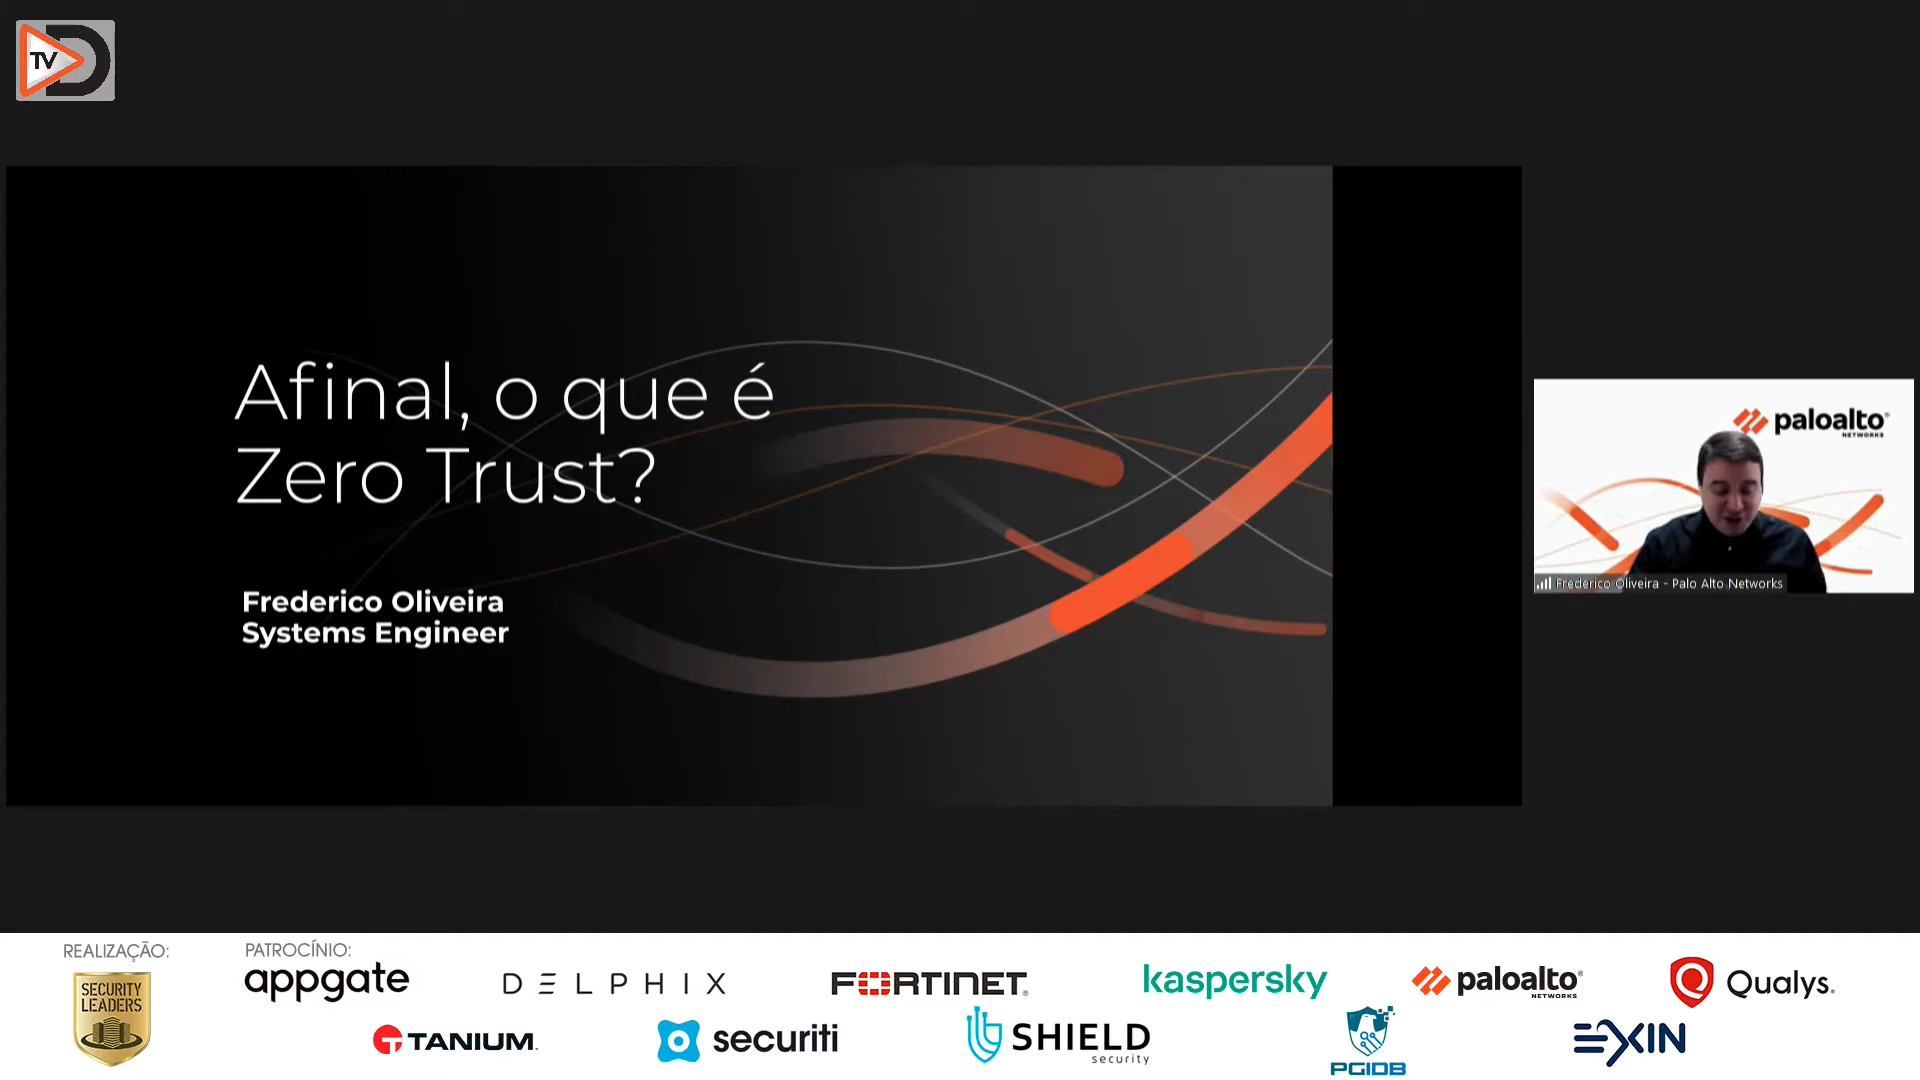 TV D
Afinal, o que é
Zero Trust?
Frederico Oliveira
Systems Engineer
paloalto®
NETWORKS
Frederico Oliveira - Palo Alto Networks
REALIZAÇÃO:
SECURITY
LEADERS
PATROCÍNIO:
appgate
DELPHIX
FORTINET®
kaspersky
paloalto®
NETWORKS
Qualys.
TANIUM.
securiti
SHIELD
security
PGIDB
EXIN